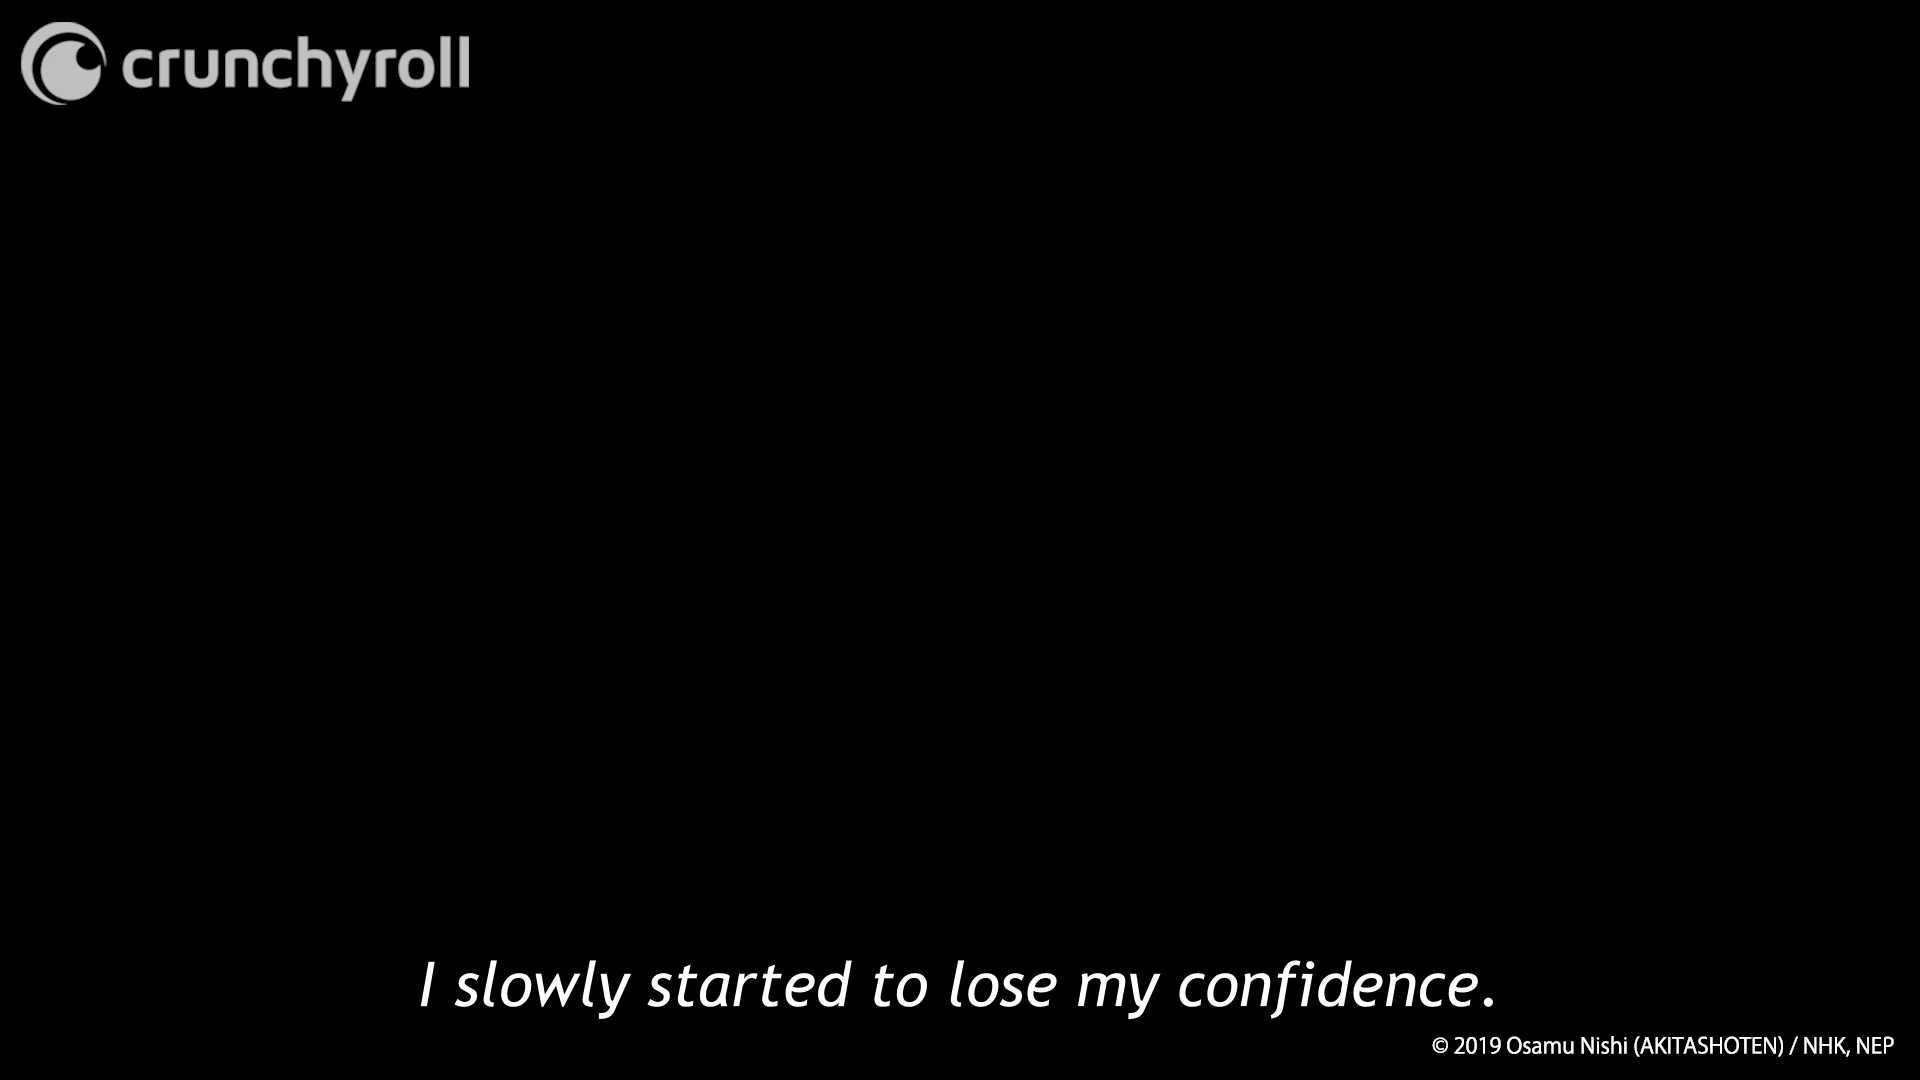 crunchyroll
I slowly started to lose my confidence.
© 2019 Osamu Nishi (AKITASHOTEN) / NHK, NEP